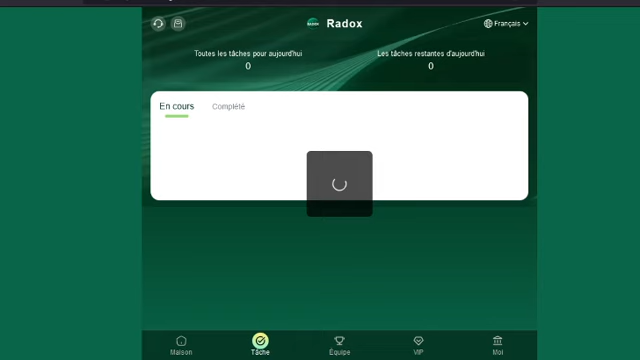 Radox
Français
Toutes les tâches pour aujourd'hui
0
Les tâches restantes d'aujourd'hui
0
En cours
Complété
Maison
Tâche
Équipe
VIP
Moi